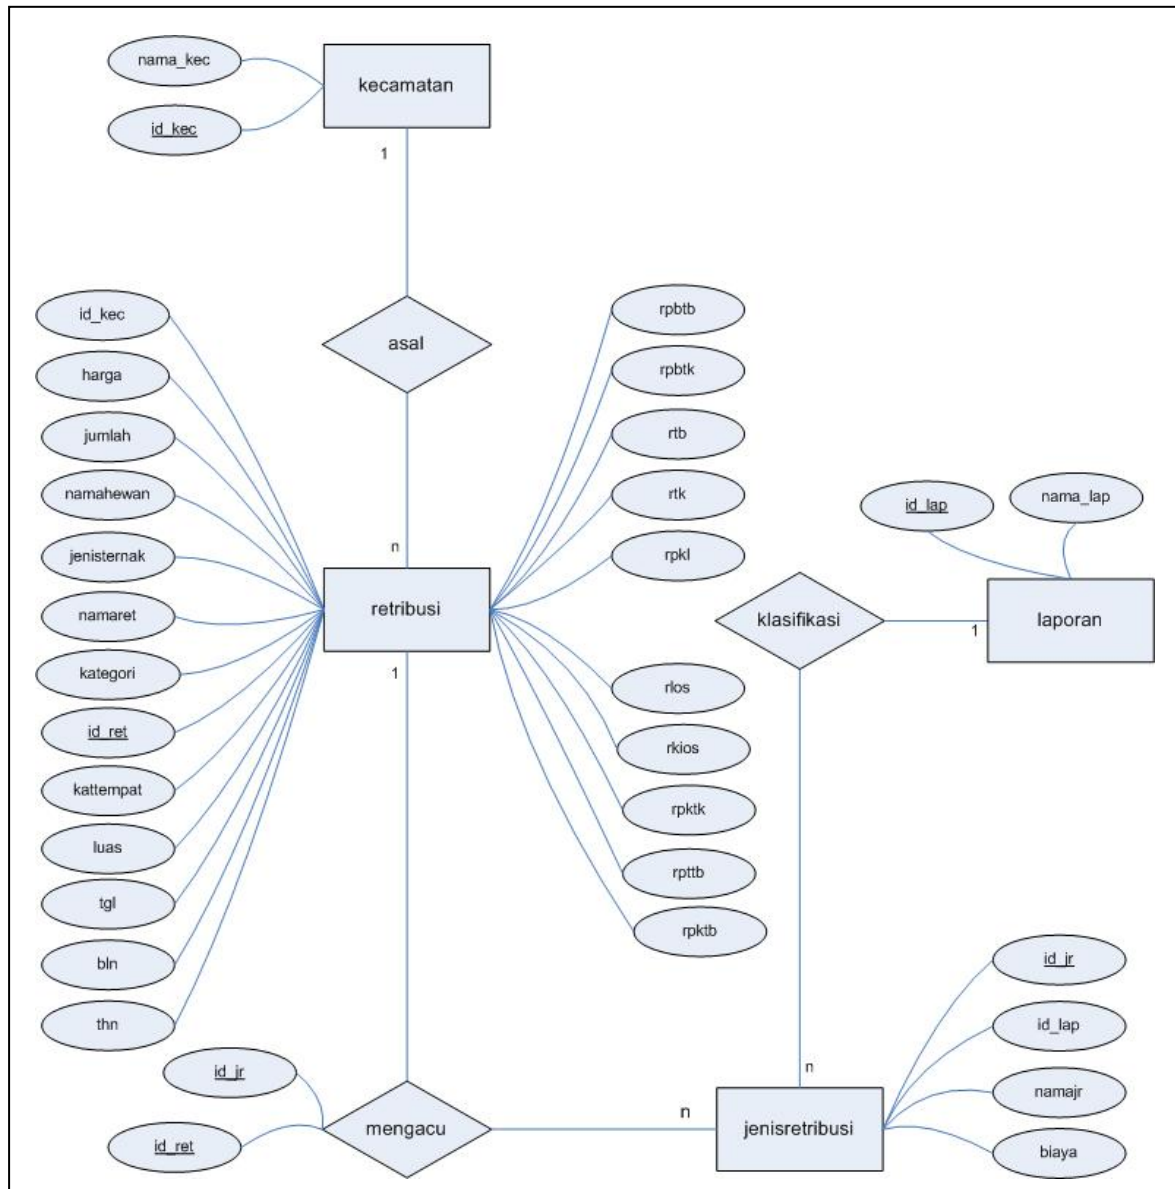 nama_kec
kecamatan
id_kec
1
id_kec
harga
jumlah
namahewan
jenisternak
namaret
kategori
id_ret
kattempat
luas
tgl
bln
thn
asal
n
retribusi
1
rpbtb
rpbtk
rtb
rtk
rpkl
rlos
rkios
rpktk
rpttb
rpktb
id_lap
nama_lap
klasifikasi
1
laporan
n
id_jr
id_ret
mengacu
n
jenisretribusi
id_jr
id_lap
namajr
biaya